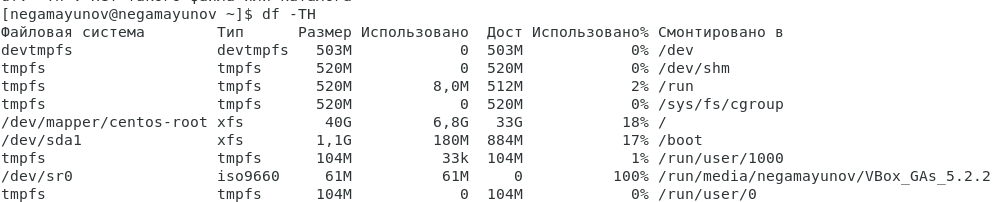 [negamayunov@negamayunov ~]$ df -TH
Файловая система Тип Размер Использовано Дост Использовано% Смонтировано в
devtmpfs devtmpfs 503M 0 503M 0% /dev
tmpfs tmpfs 520M 0 520M 0% /dev/shm
tmpfs tmpfs 520M 8,0M 512M 2% /run
tmpfs tmpfs 520M 0 520M 0% /sys/fs/cgroup
/dev/mapper/centos-root xfs 40G 6,8G 33G 18% /
/dev/sda1 xfs 1,1G 180M 884M 17% /boot
tmpfs tmpfs 104M 33k 104M 1% /run/user/1000
/dev/sr0 iso9660 61M 61M 0 100% /run/media/negamayunov/VBox_GAs_5.2.2
tmpfs tmpfs 104M 0 104M 0% /run/user/0